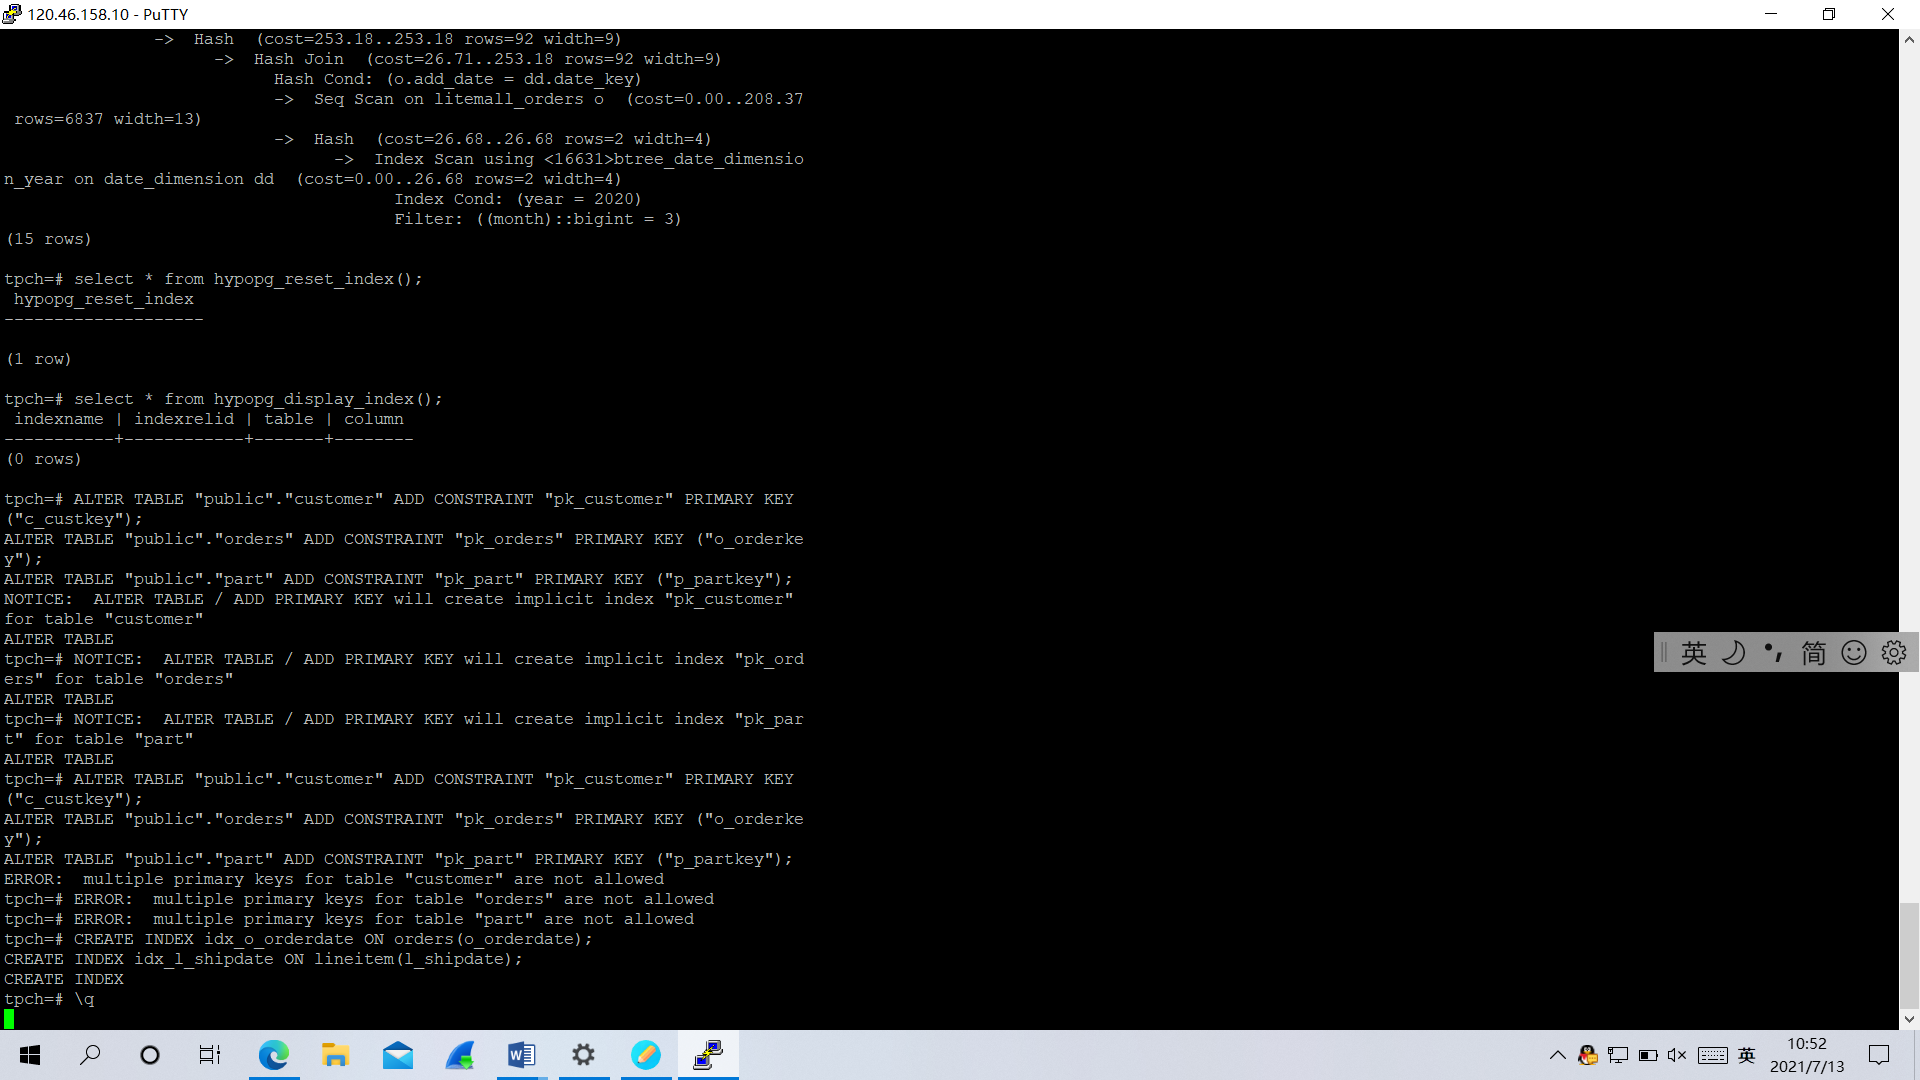 120.46.158.10 - PuTTY
-> Hash (cost=253.18..253.18 rows=92 width=9)
-> Hash Join (cost=26.71..253.18 rows=92 width=9)
Hash Cond: (o.add_date = dd.date_key)
-> Seq Scan on litemall_orders o (cost=0.00..208.37
rows=6837 width=13)
-> Hash (cost=26.68..26.68 rows=2 width=4)
-> Index Scan using <16631>btree_date_dimensio
n_year on date_dimension dd (cost=0.00..26.68 rows=2 width=4)
Index Cond: (year = 2020)
Filter: ((month)::bigint = 3)
(15 rows)
tpch=# select * from hypopg_reset_index();
hypopg_reset_index
--------------------
(1 row)
tpch=# select * from hypopg_display_index();
indexname | indexrelid | table | column
-----------+------------+-------+--------
(0 rows)
tpch=# ALTER TABLE "public"."customer" ADD CONSTRAINT "pk_customer" PRIMARY KEY
("c_custkey");
ALTER TABLE "public"."orders" ADD CONSTRAINT "pk_orders" PRIMARY KEY ("o_orderke
y");
ALTER TABLE "public"."part" ADD CONSTRAINT "pk_part" PRIMARY KEY ("p_partkey");
NOTICE:  ALTER TABLE / ADD PRIMARY KEY will create implicit index "pk_customer"
for table "customer"
ALTER TABLE
tpch=# NOTICE:  ALTER TABLE / ADD PRIMARY KEY will create implicit index "pk_ord
ers" for table "orders"
ALTER TABLE
tpch=# NOTICE:  ALTER TABLE / ADD PRIMARY KEY will create implicit index "pk_par
t" for table "part"
ALTER TABLE
tpch=# ALTER TABLE "public"."customer" ADD CONSTRAINT "pk_customer" PRIMARY KEY
("c_custkey");
ALTER TABLE "public"."orders" ADD CONSTRAINT "pk_orders" PRIMARY KEY ("o_orderke
y");
ALTER TABLE "public"."part" ADD CONSTRAINT "pk_part" PRIMARY KEY ("p_partkey");
ERROR:  multiple primary keys for table "customer" are not allowed
tpch=# ERROR:  multiple primary keys for table "orders" are not allowed
tpch=# ERROR:  multiple primary keys for table "part" are not allowed
tpch=# CREATE INDEX idx_o_orderdate ON orders(o_orderdate);
CREATE INDEX idx_l_shipdate ON lineitem(l_shipdate);
CREATE INDEX
tpch=# \q
英 简
英 10:52
2021/7/13